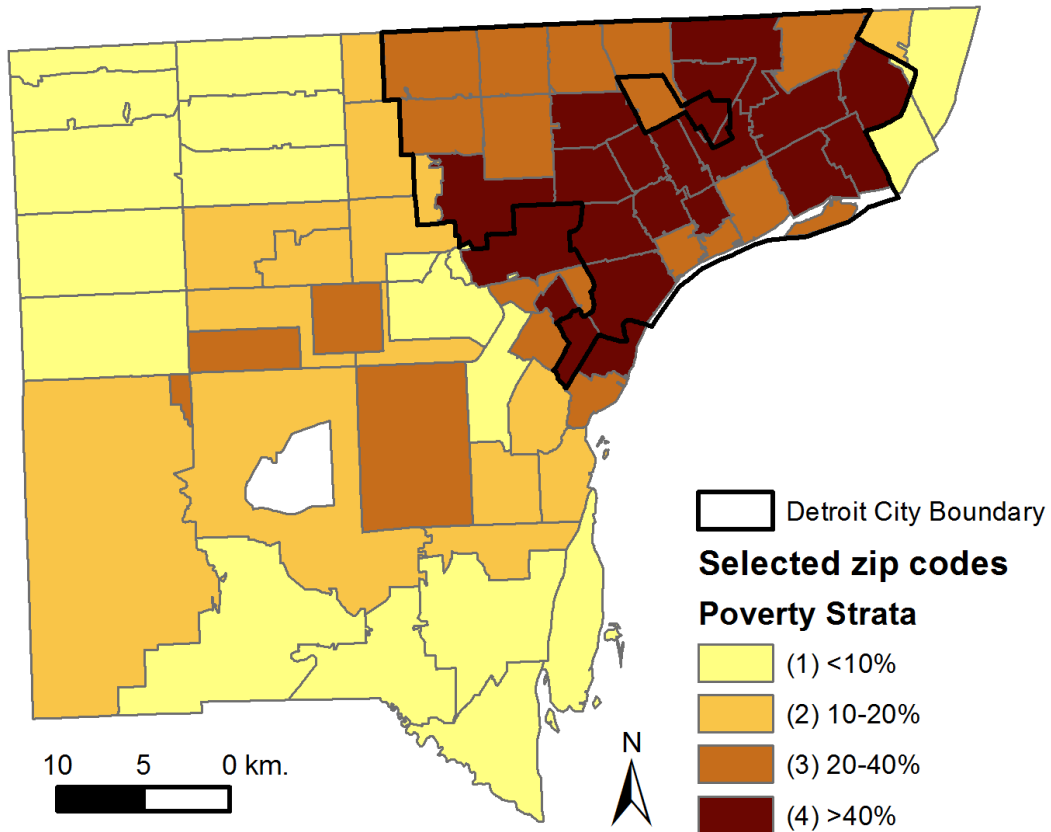 Detroit City Boundary
Selected zip codes
Poverty Strata
(1) <10%
(2) 10-20%
(3) 20-40%
(4) >40%
10 5 0 km.
N